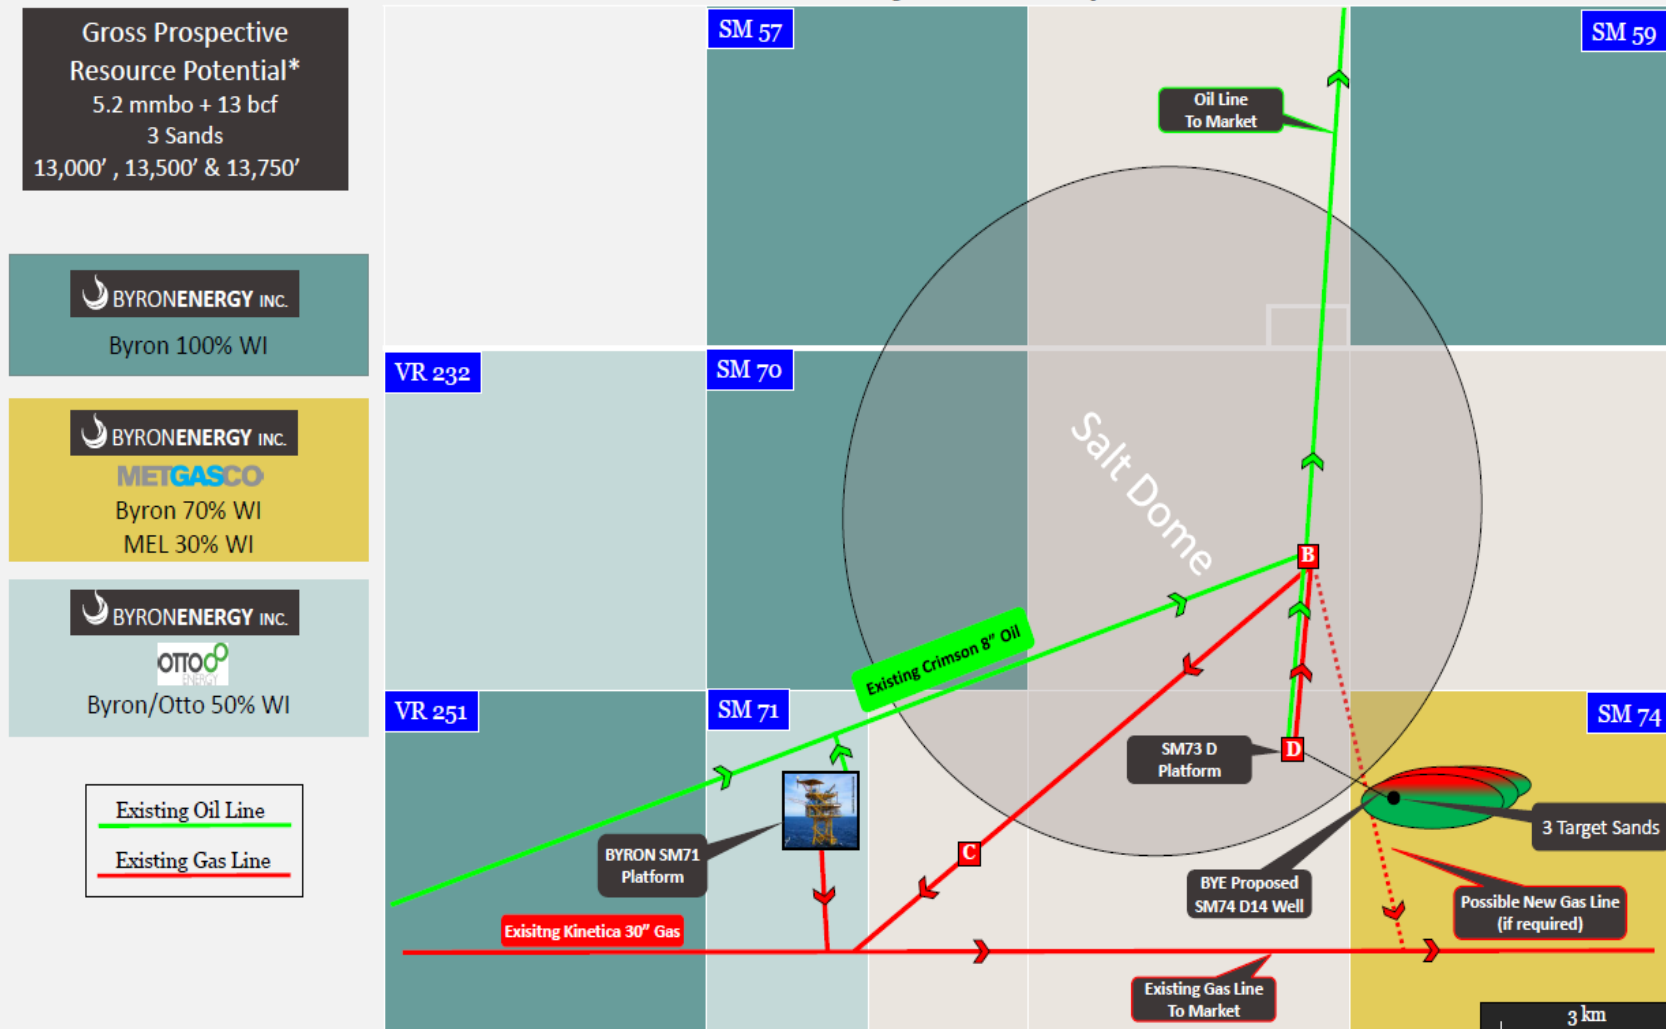 Gross Prospective
Resource Potential*
5.2 mmbo + 13 bcf
3 Sands
13,000’ , 13,500’ & 13,750’
BYRONENERGY INC.
Byron 100% WI
BYRONENERGY INC.
METGASCO
Byron 70% WI
MEL 30% WI
BYRONENERGY INC.
OTTO
ENERGY
Byron/Otto 50% WI
Existing Oil Line
Existing Gas Line
SM 57
SM 59
Oil Line
To Market
VR 232
SM 70
Salt Dome
B
Existing Crimson 8” Oil
VR 251
SM 71
SM 74
SM73 D
Platform
D
3 Target Sands
BYRON SM71
Platform
C
BYE Proposed
SM74 D14 Well
Possible New Gas Line
(if required)
Exisitng Kinetica 30” Gas
Existing Gas Line
To Market
3 km